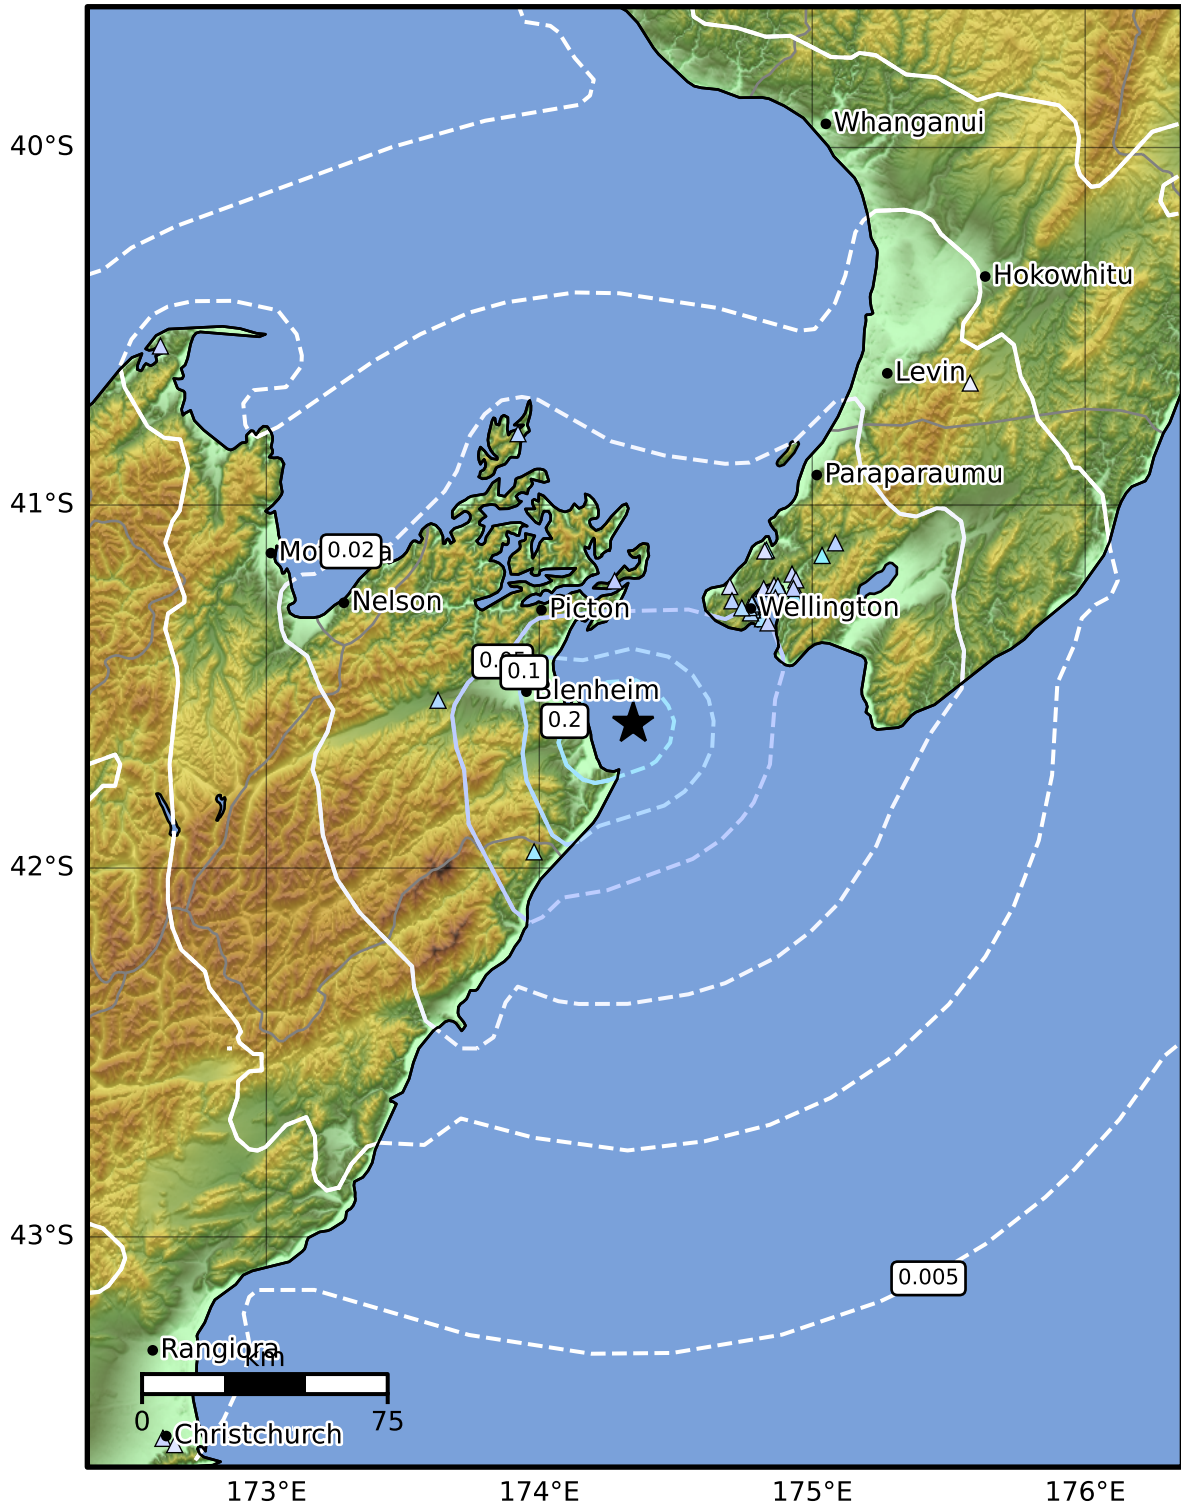 40°S
Whanganui
Hokowhitu
Levin
Paraparaumu
41°S
0.02
Nelson
Picton
Wellington
0.1
Blenheim
0.2
42°S
43°S
0.005
Rangiora
km
0
75
Christchurch
173°E
174°E
175°E
176°E